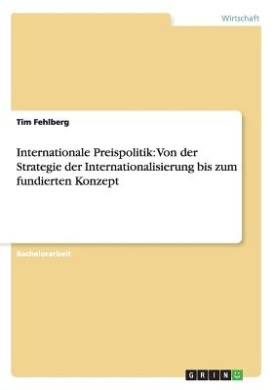 Wirtschaft
Tim Fehlberg
Internationale Preispolitik: Von der
Strategie der Internationalisierung bis zum
fundierten Konzept
Bachelorarbeit
GRIN